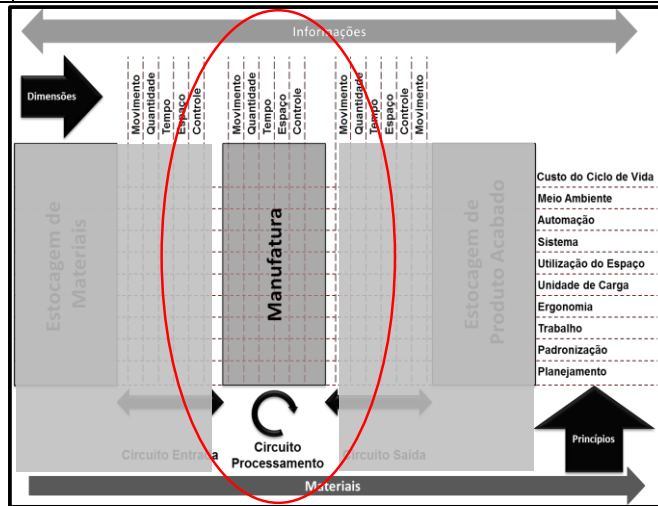 Informações
Dimensões
Movimento
Quantidade
Tempo
Espaço
Controle
Movimento
Quantidade
Tempo
Espaço
Controle
Movimento
Quantidade
Tempo
Espaço
Controle
Movimento
Estocagem de
Materiais
Manufatura
Estocagem de
Produto Acabado
Custo do Ciclo de Vida
Meio Ambiente
Automação
Sistema
Utilização do Espaço
Unidade de Carga
Ergonomia
Trabalho
Padronização
Planejamento
Circuito Entrada
Circuito
Processamento
Circuito Saída
Princípios
Materiais